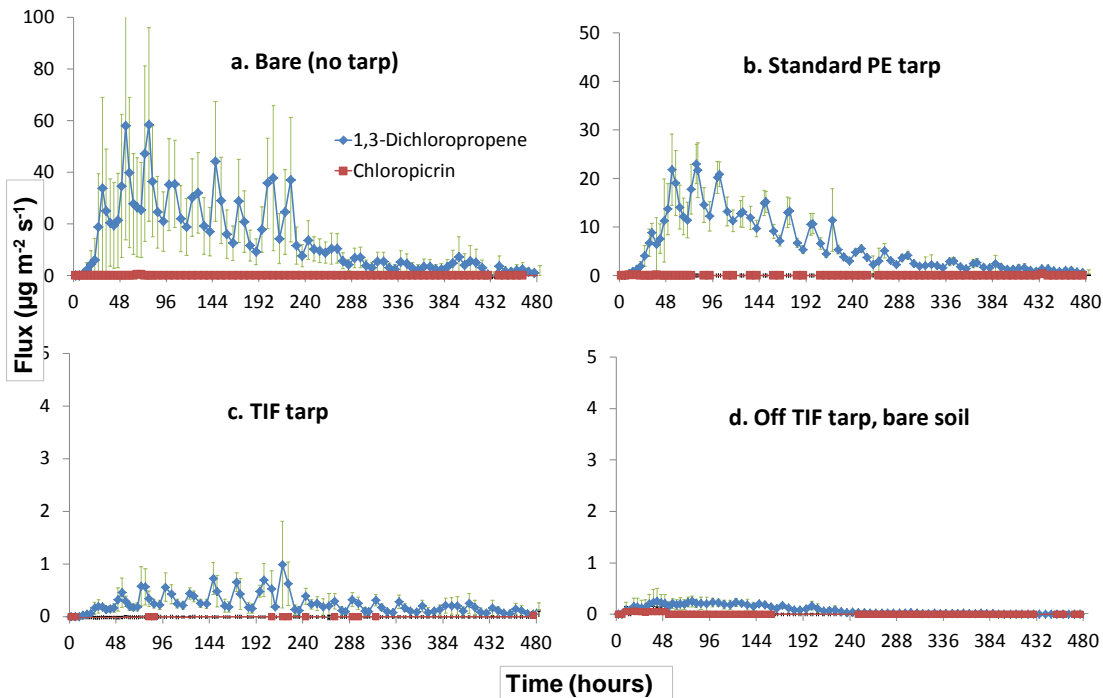 a. Bare (no tarp)
100
80
60
40
0
0
0 48 96 144 192 240 288 336 384 432 480
1,3-Dichloropropene
Chloropicrin
b. Standard PE tarp
50
40
30
20
10
0
0 48 96 144 192 240 288 336 384 432 480
Flux (µg m⁻² s⁻¹)
c. TIF tarp
5
4
3
2
1
0
0 48 96 144 192 240 288 336 384 432 480
d. Off TIF tarp, bare soil
5
4
3
2
1
0
0 48 96 144 192 240 288 336 384 432 480
Time (hours)